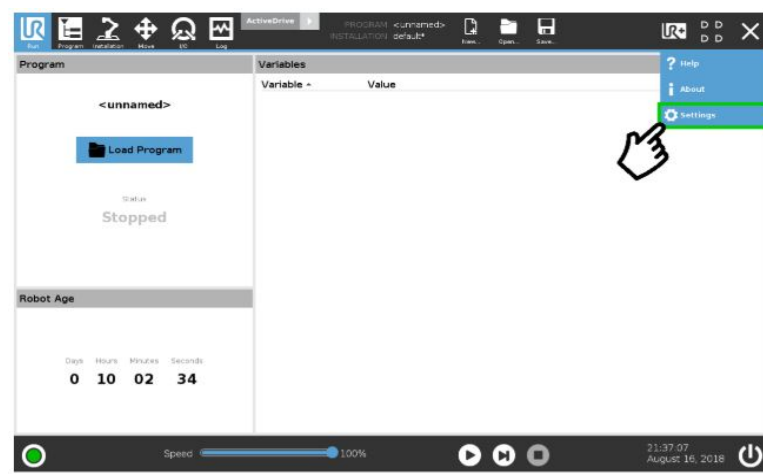 UR
Run
Program
Installation
Move
I/O
Log
ActiveDrive
PROGRAM <unnamed>
INSTALLATION default*
New...
Open...
Save...
UR+
D D
D D
Program
<unnamed>
Load Program
Status
Stopped
Robot Age
Days Hours Minutes Seconds
0 10 02 34
Variables
Variable Value
? Help
i About
Settings
Speed 100%
21:37:07
August 16, 2018